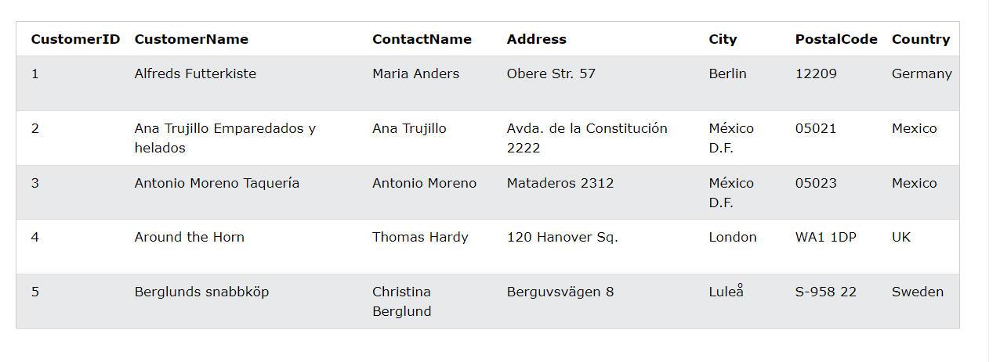 CustomerID CustomerName ContactName Address City PostalCode Country
1 Alfreds Futterkiste Maria Anders Obere Str. 57 Berlin 12209 Germany
2 Ana Trujillo Emparedados y Ana Trujillo Avda. de la Constitución México 05021 Mexico
helados 2222 D.F.
3 Antonio Moreno Taquería Antonio Moreno Mataderos 2312 México 05023 Mexico
D.F.
4 Around the Horn Thomas Hardy 120 Hanover Sq. London WA1 1DP UK
5 Berglunds snabbköp Christina Berguvsvägen 8 Luleå S-958 22 Sweden
Berglund